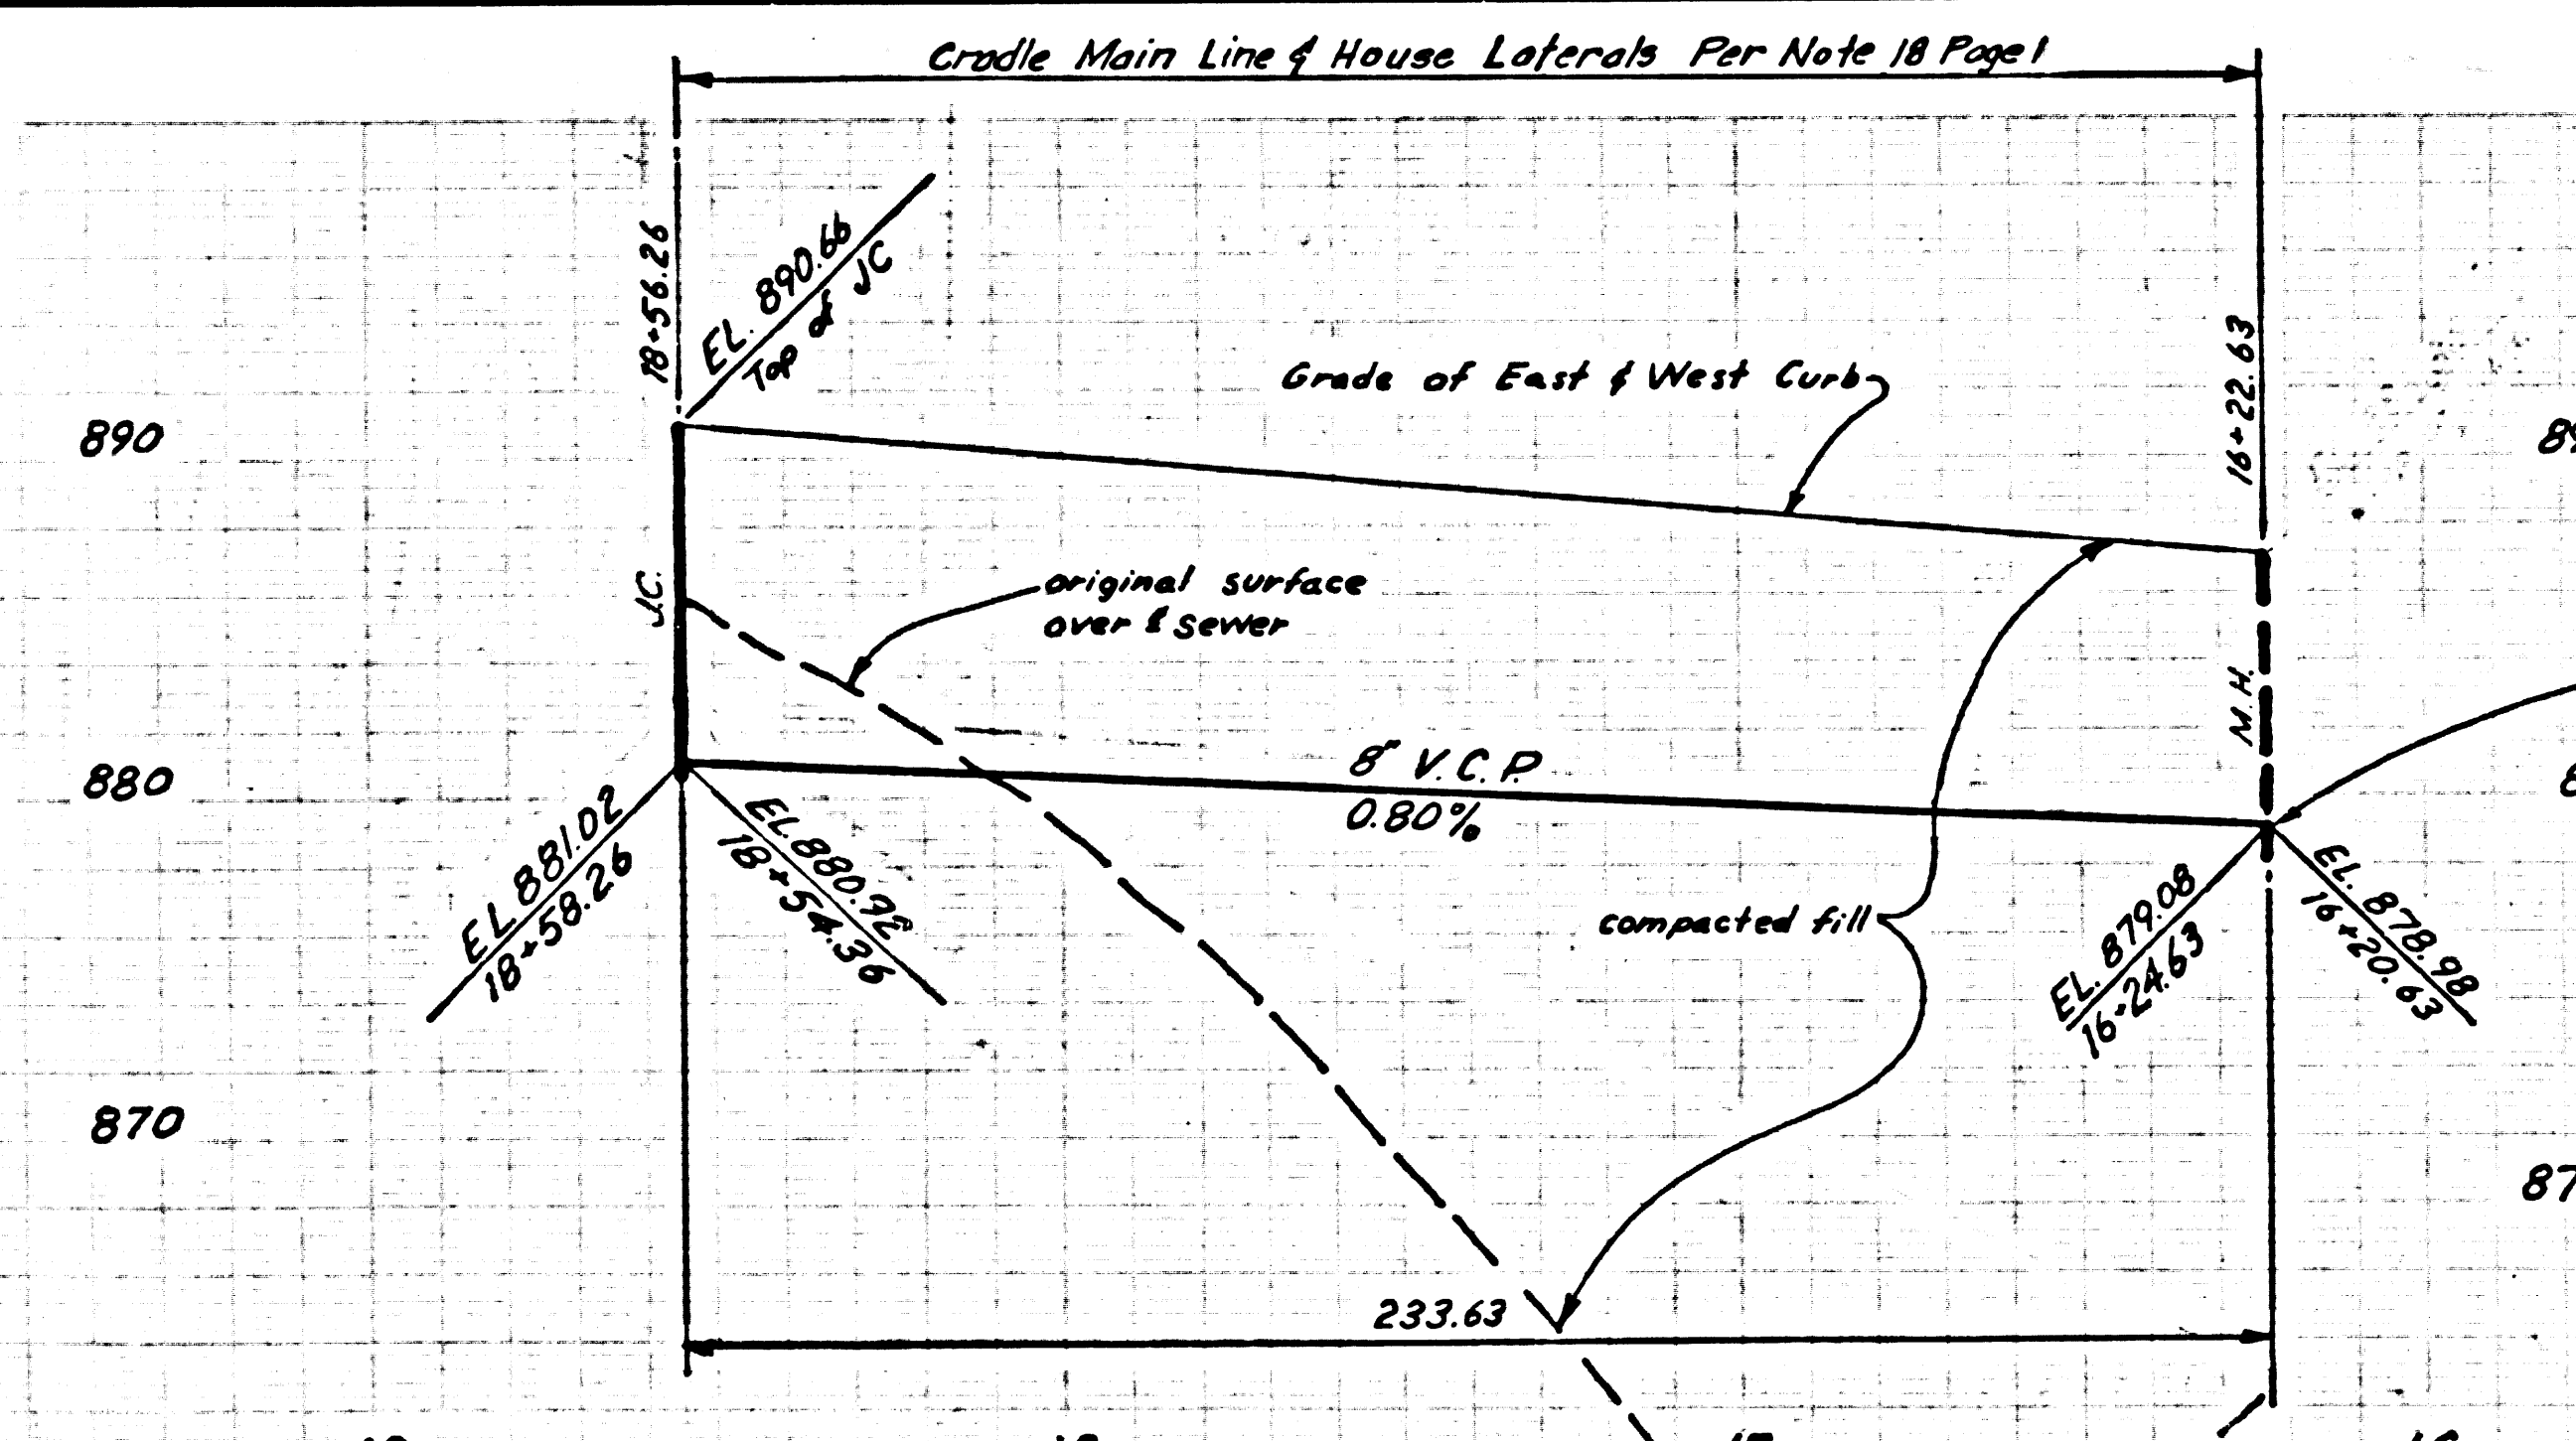 Cradle Main Line & House Laterals Per Note 18 Page 1
18+56.26
EL. 890.66
Top of JC
16+22.63
Grade of East & West Curb
890
J.C.
original surface
over ℄ sewer
M.H.
880
8" V.C.P.
0.80%
EL 881.02
18+58.26
EL. 880.92
18+54.36
compacted fill
EL. 879.08
16+24.63
EL. 878.98
16+20.63
870
87
233.63